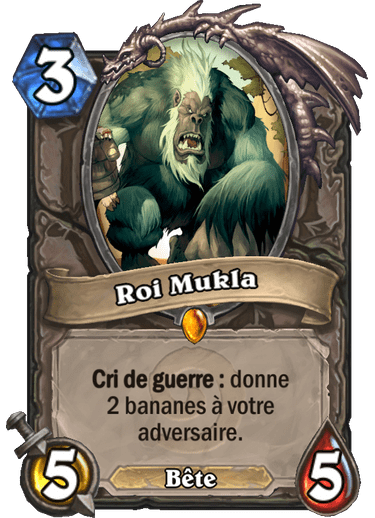 3
Roi Mukla
Cri de guerre : donne
2 bananes à votre
adversaire.
5
Bête
5